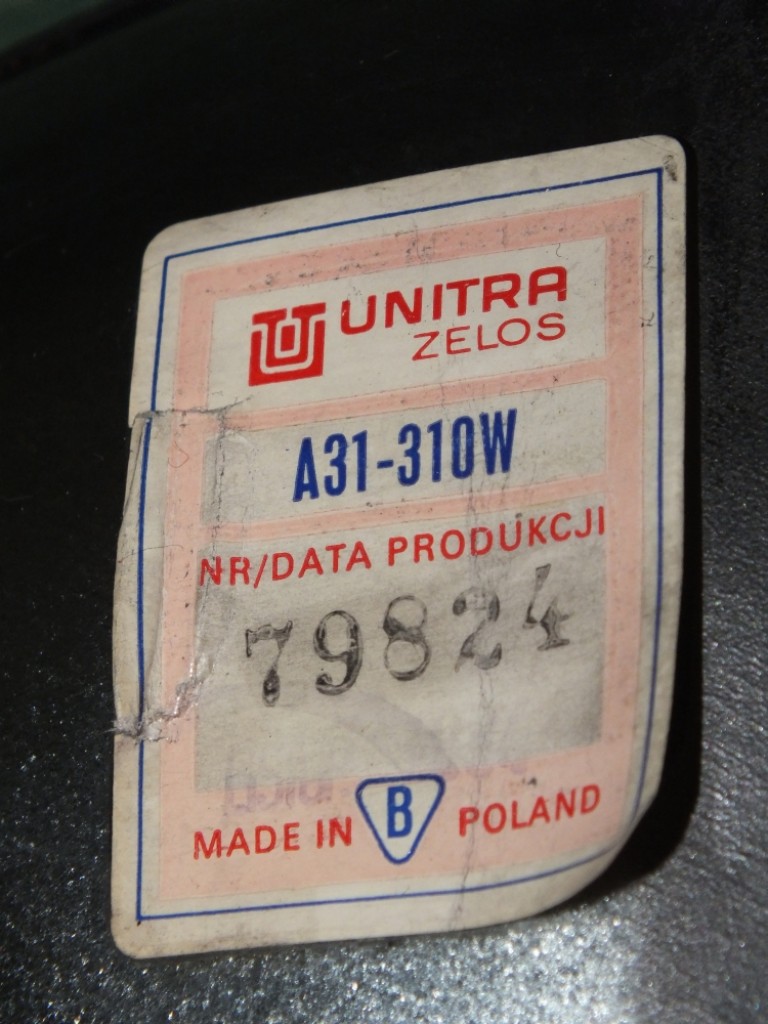 UNITRA
ZELOS
A31-310W
NR/DATA PRODUKCJI
79824
MADE IN B POLAND